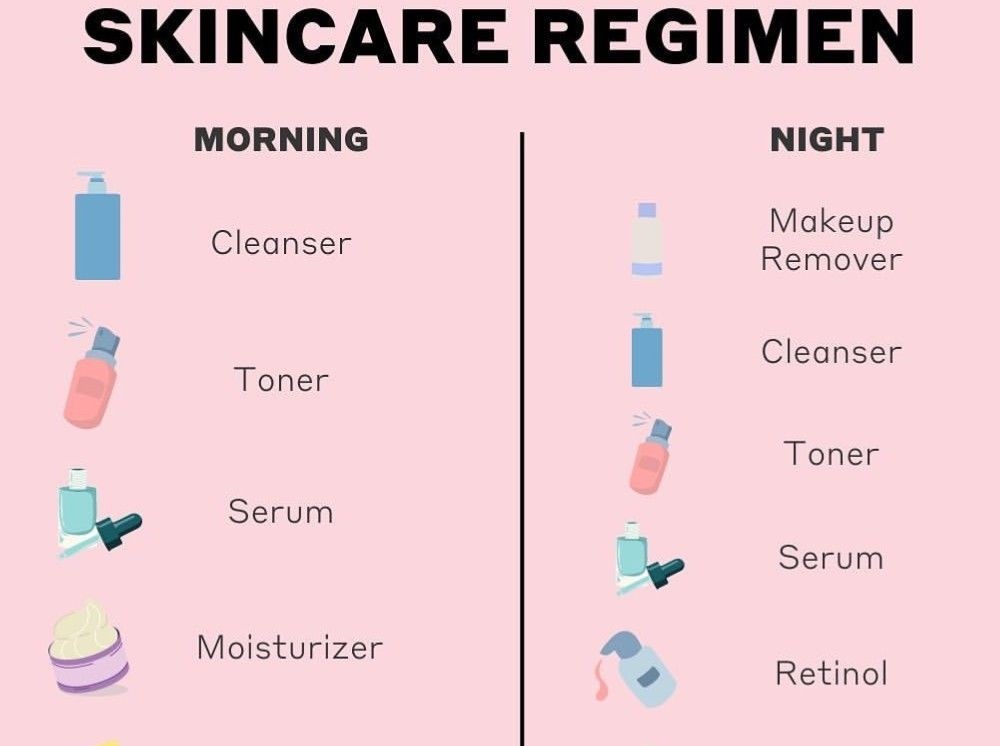 SKINCARE REGIMEN
MORNING
Cleanser
Toner
Serum
Moisturizer
NIGHT
Makeup
Remover
Cleanser
Toner
Serum
Retinol